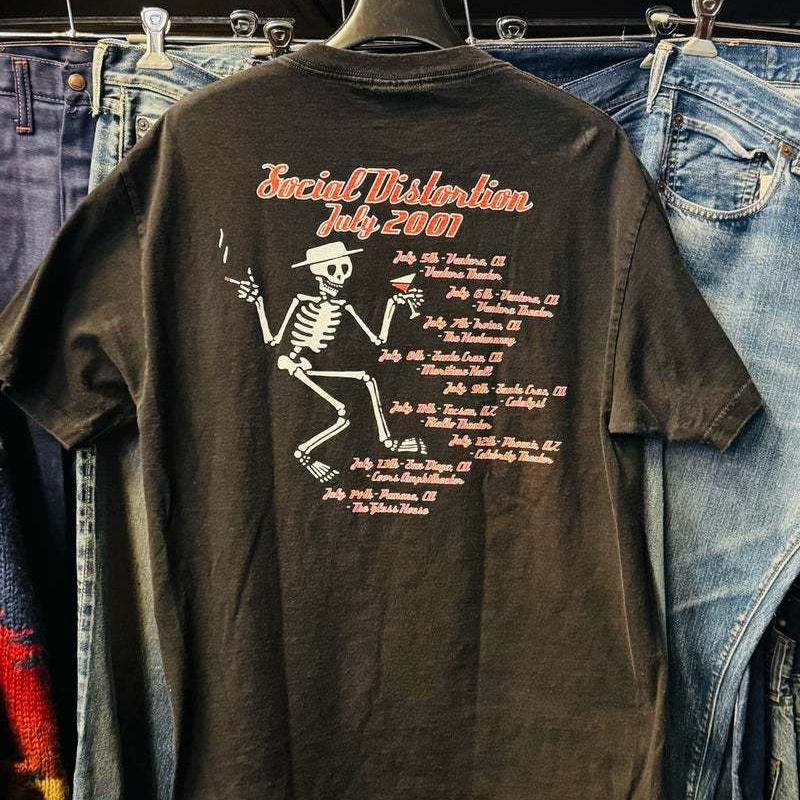 Social Distortion
July 2001
July 5th - Ventura, CA
- Ventura Theater
July 6th - Ventura, CA
- Ventura Theater
July 7th - Irvine, CA
- The
July 8th - Santa Cruz, CA
- Maritime Hall
July 9th - Santa Cruz, CA
- Catalyst
July 11th - Tucson, AZ
- Rialto Theater
July 12th - Phoenix, AZ
- Celebrity Theater
July 13th - San Diego, CA
- Coors Amphitheater
July 14th - Pomona, CA
- The Glass House